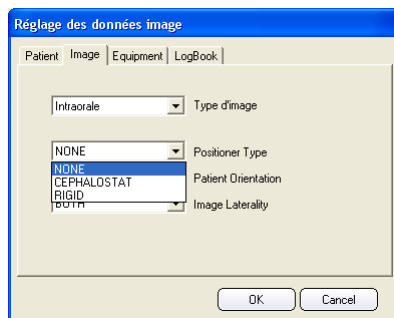 Réglage des données image
Patient Image Equipment LogBook
Intraorale Type d'image
NONE Positioner Type
NONE
CEPHALOSTAT Patient Orientation
RIGID
BOTH Image Laterality
OK Cancel